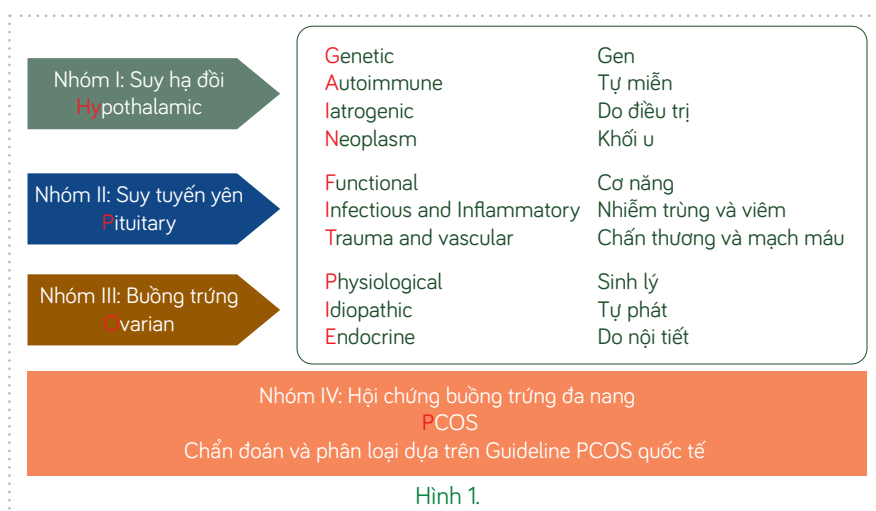 Nhóm I: Suy hạ đồi
Hypothalamic
Genetic Gen
Autoimmune Tự miễn
Iatrogenic Do điều trị
Neoplasm Khối u
Nhóm II: Suy tuyến yên
Pituitary
Functional Cơ năng
Infectious and Inflammatory Nhiễm trùng và viêm
Trauma and vascular Chấn thương và mạch máu
Nhóm III: Buồng trứng
Ovarian
Physiological Sinh lý
Idiopathic Tự phát
Endocrine Do nội tiết
Nhóm IV: Hội chứng buồng trứng đa nang
PCOS
Chẩn đoán và phân loại dựa trên Guideline PCOS quốc tế
Hình 1.